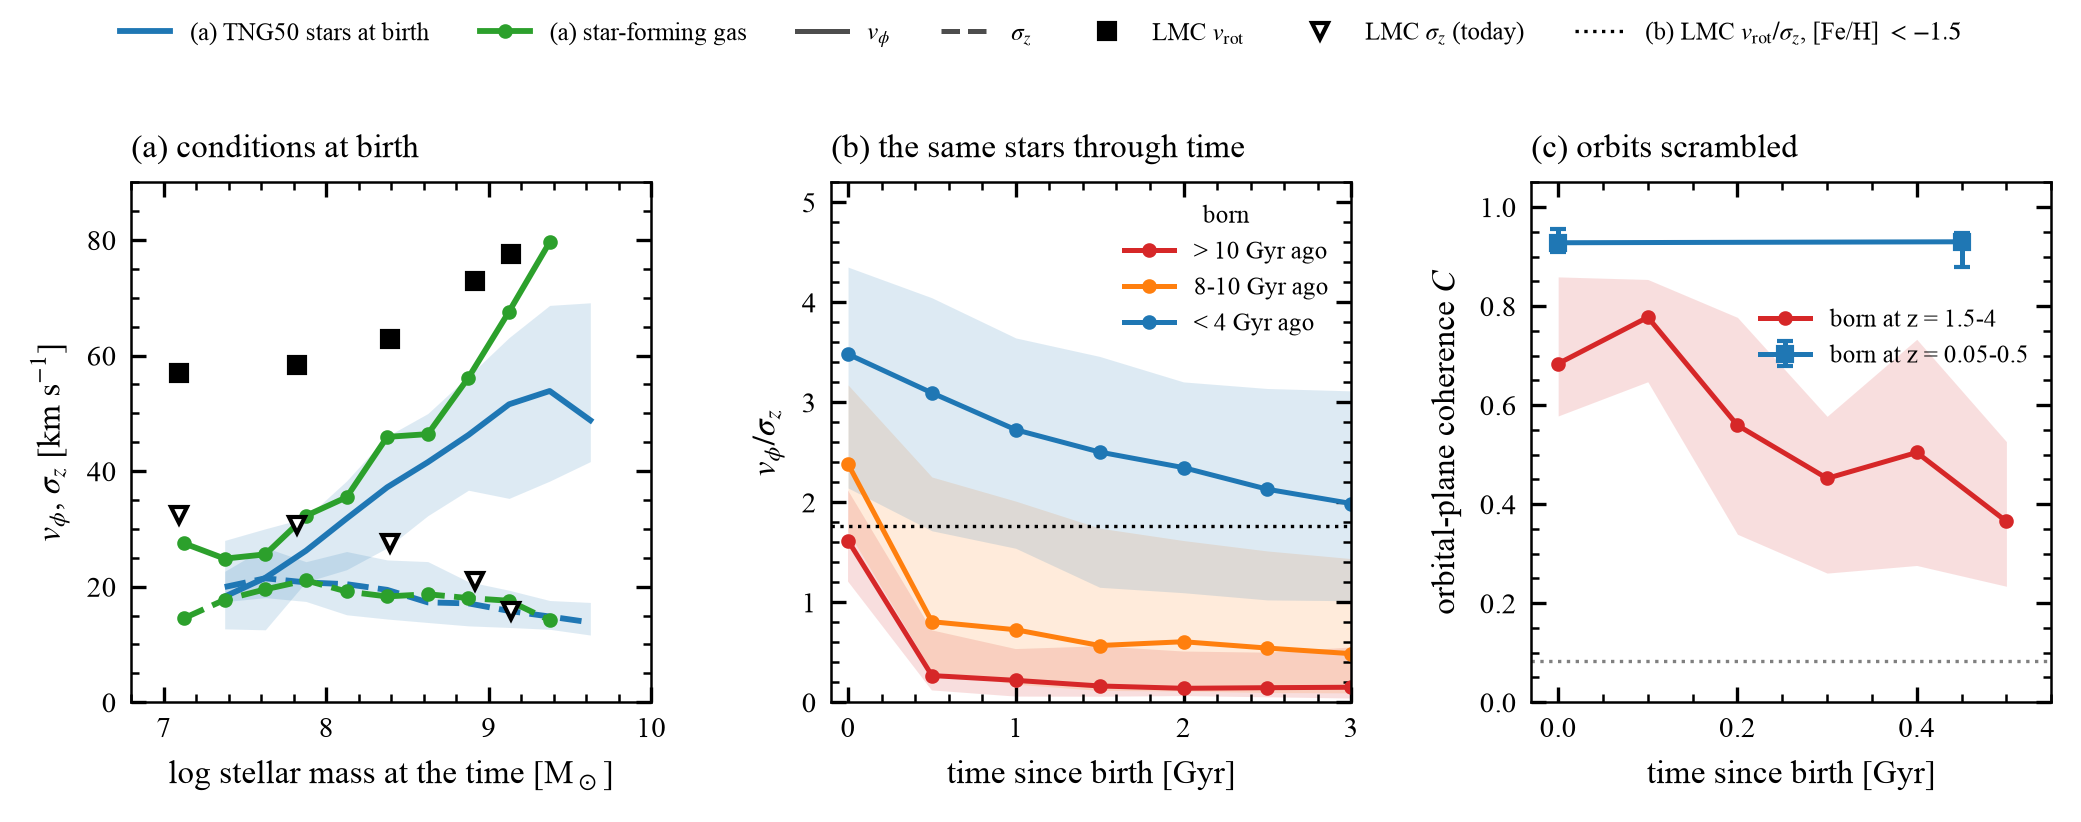 (a) TNG50 stars at birth
(a) star-forming gas
vϕ
σz
LMC vrot
LMC σz (today)
(b) LMC vrot/σz, [Fe/H] < −1.5
(a) conditions at birth
vϕ, σz [km s−1]
80
60
40
20
0
7
8
9
10
log stellar mass at the time [M⊙]
(b) the same stars through time
vϕ/σz
5
4
3
2
1
0
born
> 10 Gyr ago
8-10 Gyr ago
< 4 Gyr ago
0
1
2
3
time since birth [Gyr]
(c) orbits scrambled
orbital-plane coherence C
1.0
0.8
0.6
0.4
0.2
0.0
born at z = 1.5-4
born at z = 0.05-0.5
0.0
0.2
0.4
time since birth [Gyr]